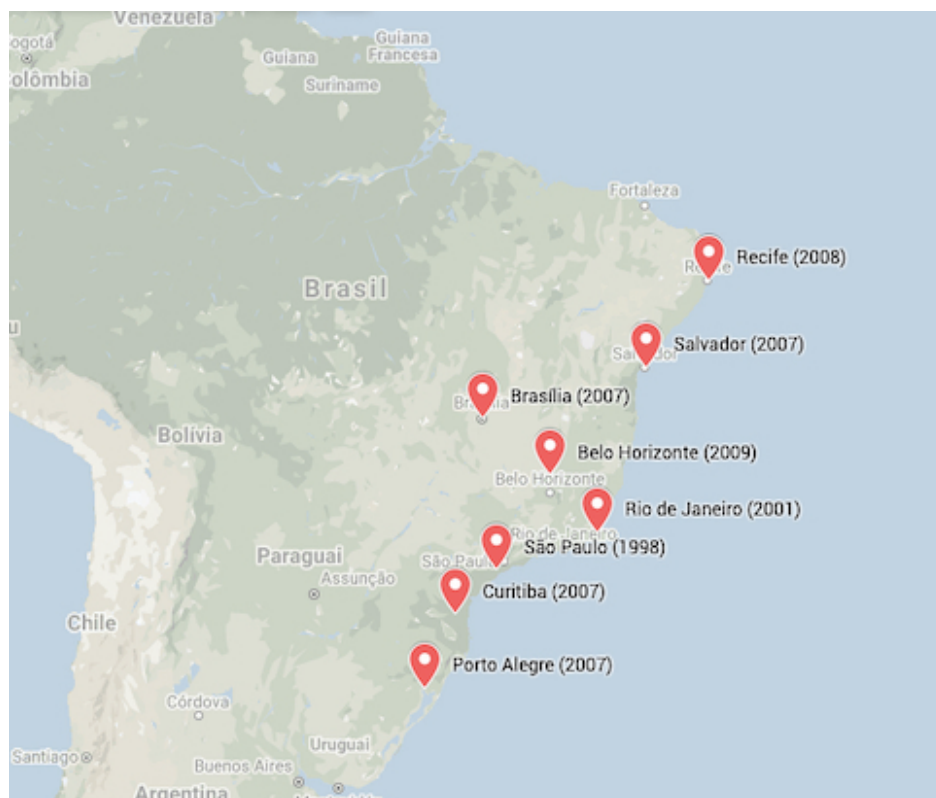 Venezuela
Guiana
Francesa
Guiana
Suriname
olômbia
Fortaleza
Recife (2008)
Brasil
Salvador (2007)
Brasília (2007)
Bolívia
Belo Horizonte (2009)
Belo Horizonte
Rio de Janeiro (2001)
Rio de Janeiro
São Paulo (1998)
São Paulo
Paraguai
Assunção
Curitiba (2007)
Chile
Porto Alegre (2007)
Córdova
Uruguai
Santiago
Buenos Aires
Argentina